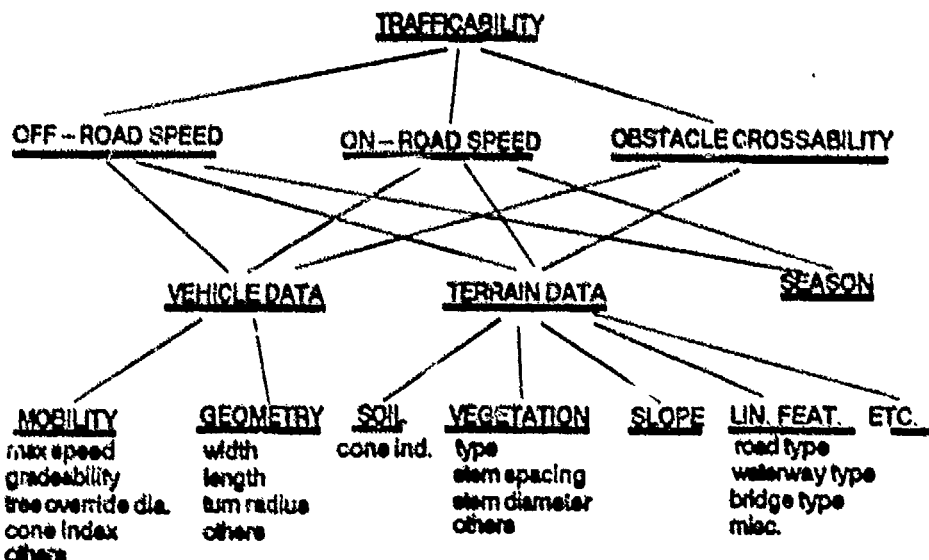 TRAFFICABILITY
OFF-ROAD SPEED
ON-ROAD SPEED
OBSTACLE CROSSABILITY
VEHICLE DATA
TERRAIN DATA
SEASON
MOBILITY
max speed
gradeability
tree override dia.
cone index
others
GEOMETRY
width
length
turn radius
others
SOIL
cone ind.
VEGETATION
type
stem spacing
stem diameter
others
SLOPE
LIN. FEAT.
road type
waterway type
bridge type
misc.
ETC.